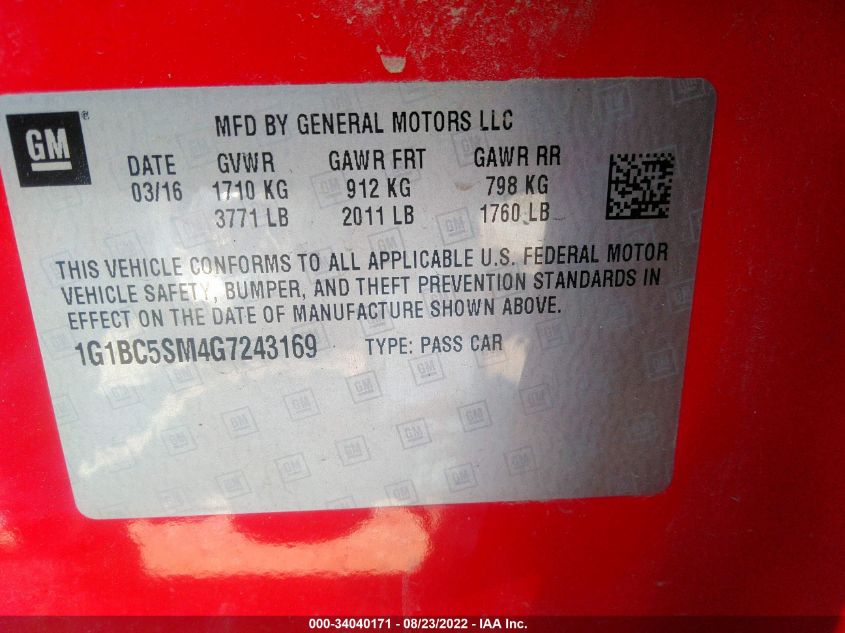 GM ®
MFD BY GENERAL MOTORS LLC
DATE GVWR GAWR FRT GAWR RR
03/16 1710 KG 912 KG 798 KG
3771 LB 2011 LB 1760 LB
THIS VEHICLE CONFORMS TO ALL APPLICABLE U.S. FEDERAL MOTOR
VEHICLE SAFETY, BUMPER, AND THEFT PREVENTION STANDARDS IN
EFFECT ON THE DATE OF MANUFACTURE SHOWN ABOVE.
1G1BC5SM4G7243169 TYPE: PASS CAR
000-34040171 - 08/23/2022 - IAA Inc.